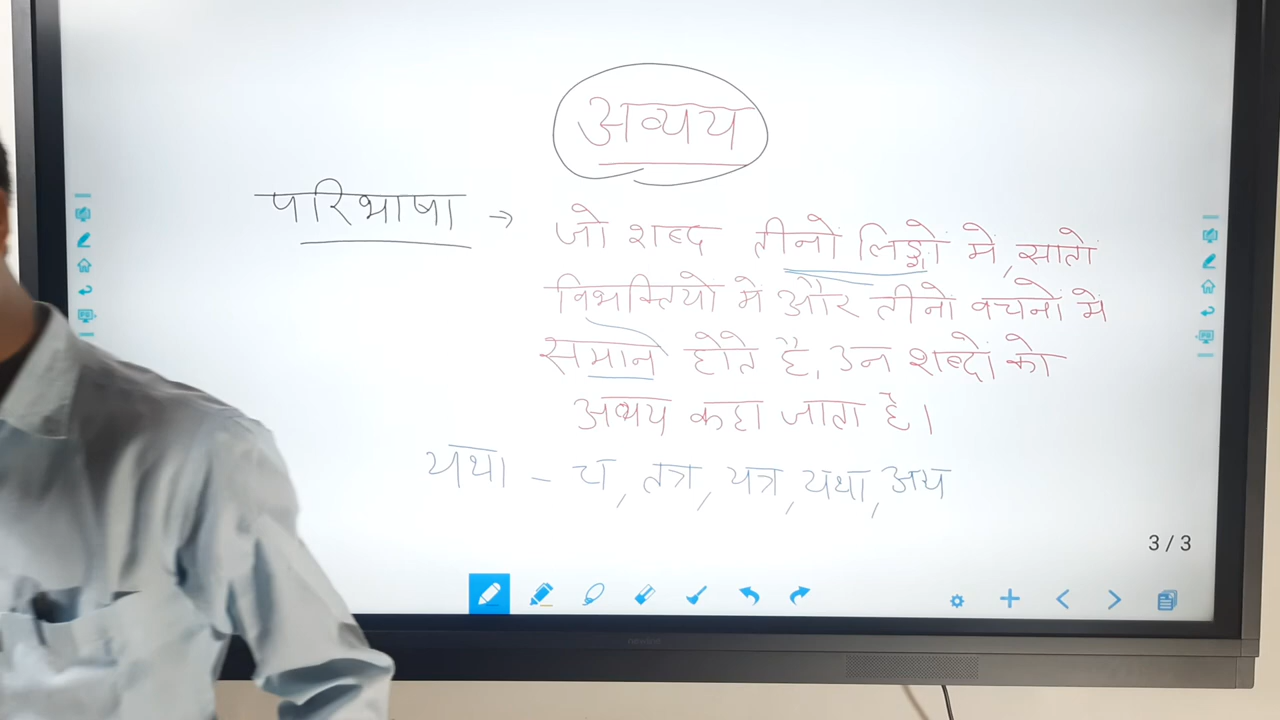 अव्यय
परिभाषा → जो शब्द तीनो लिङ्गों में, सातो
विभक्तियो मे और तीनों वचनों में
समान होते है, उन शब्दों को
अव्यय कहा जाता है।
यथा - च, तत्र, यत्र, यथा, अथ
3 / 3